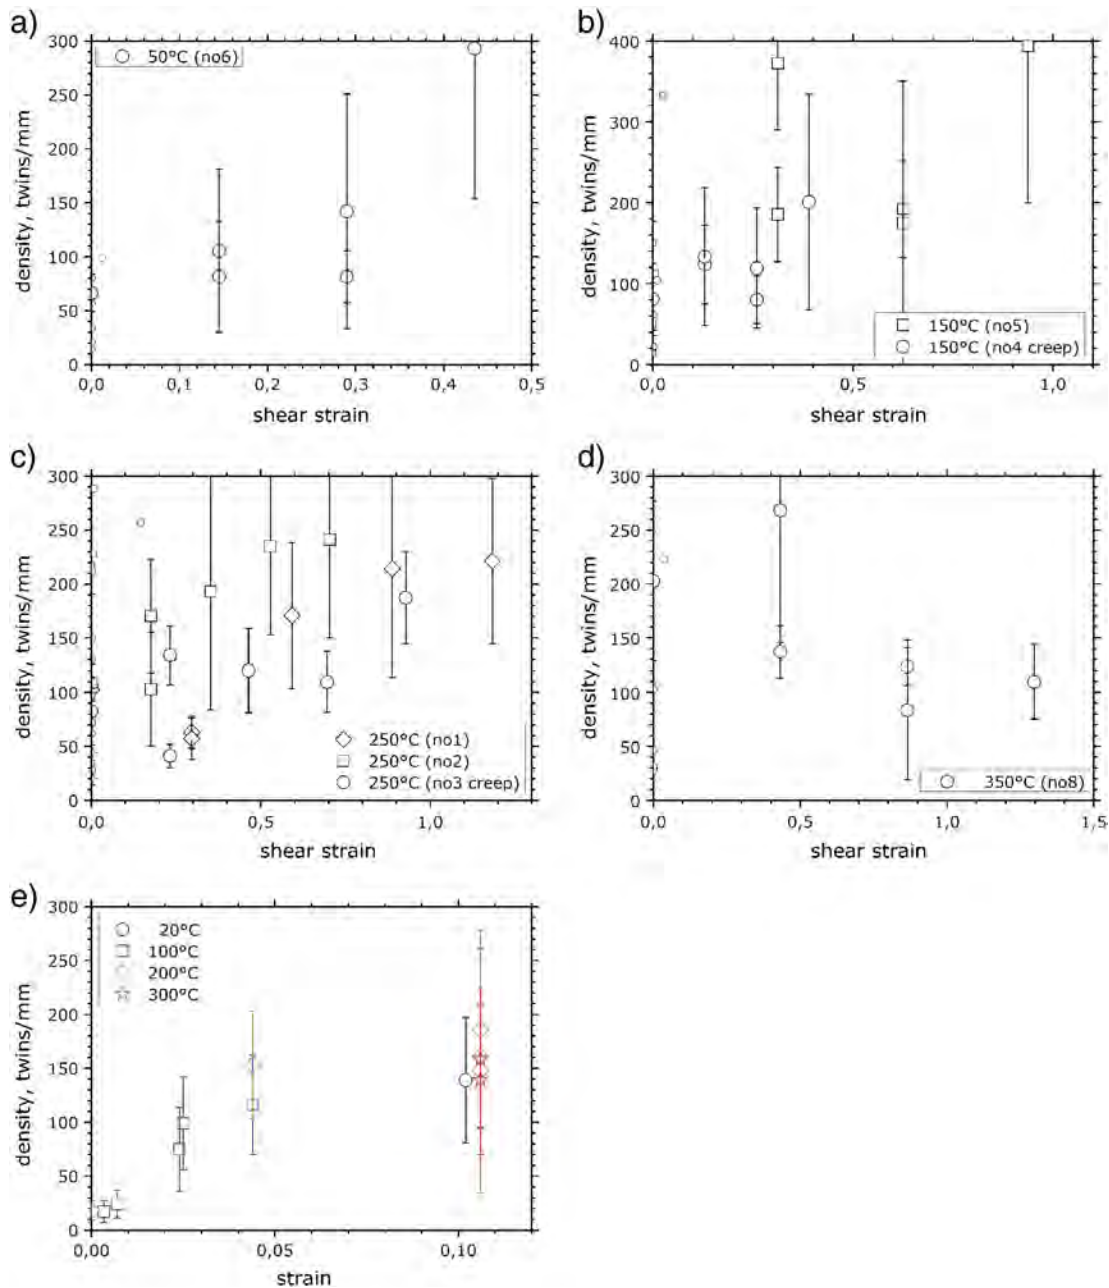 a)
50°C (no6)
density, twins/mm
300
250
200
150
100
50
0
0,0 0,1 0,2 0,3 0,4 0,5
shear strain
b)
density, twins/mm
400
300
200
100
0
150°C (no5)
150°C (no4 creep)
0,0 0,5 1,0
shear strain
c)
density, twins/mm
300
250
200
150
100
50
0
250°C (no1)
250°C (no2)
250°C (no3 creep)
0,0 0,5 1,0
shear strain
d)
density, twins/mm
300
250
200
150
100
50
0
350°C (no8)
0,0 0,5 1,0 1,5
shear strain
e)
density, twins/mm
300
250
200
150
100
50
0
20°C
100°C
200°C
300°C
0,00 0,05 0,10
strain